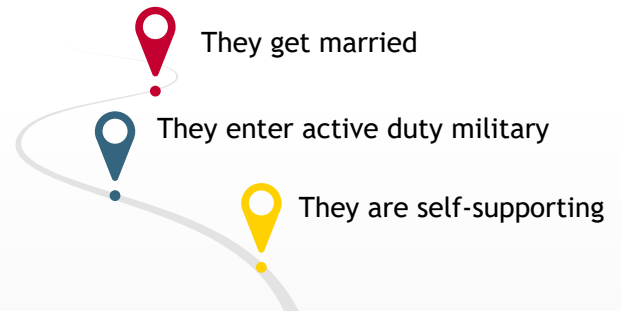 They get married
They enter active duty military
They are self-supporting